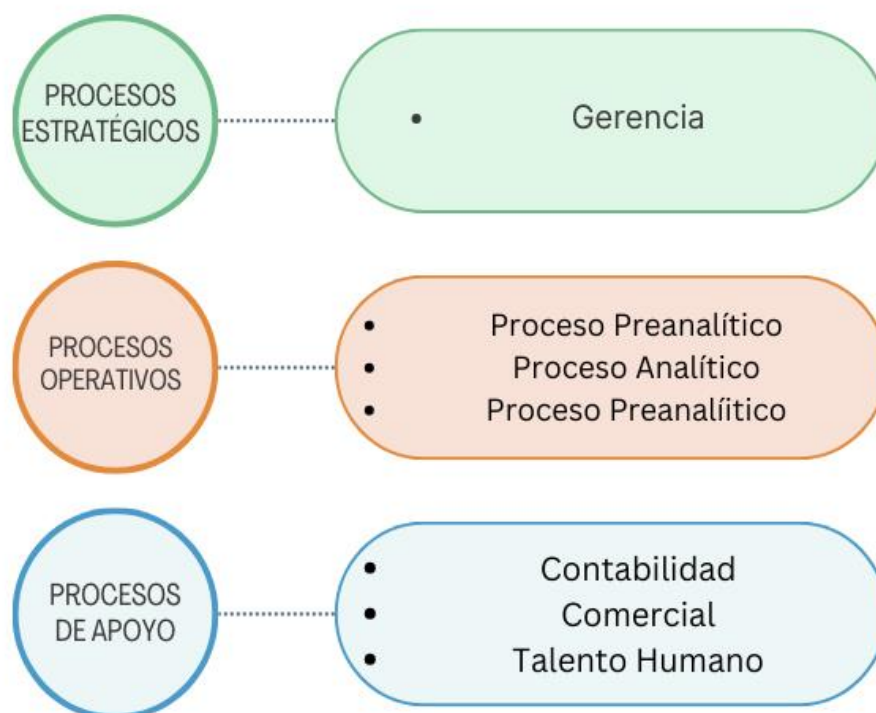 PROCESOS
ESTRATÉGICOS
• Gerencia
PROCESOS
OPERATIVOS
• Proceso Preanalítico
• Proceso Analítico
• Proceso Preanalíitico
PROCESOS
DE APOYO
• Contabilidad
• Comercial
• Talento Humano